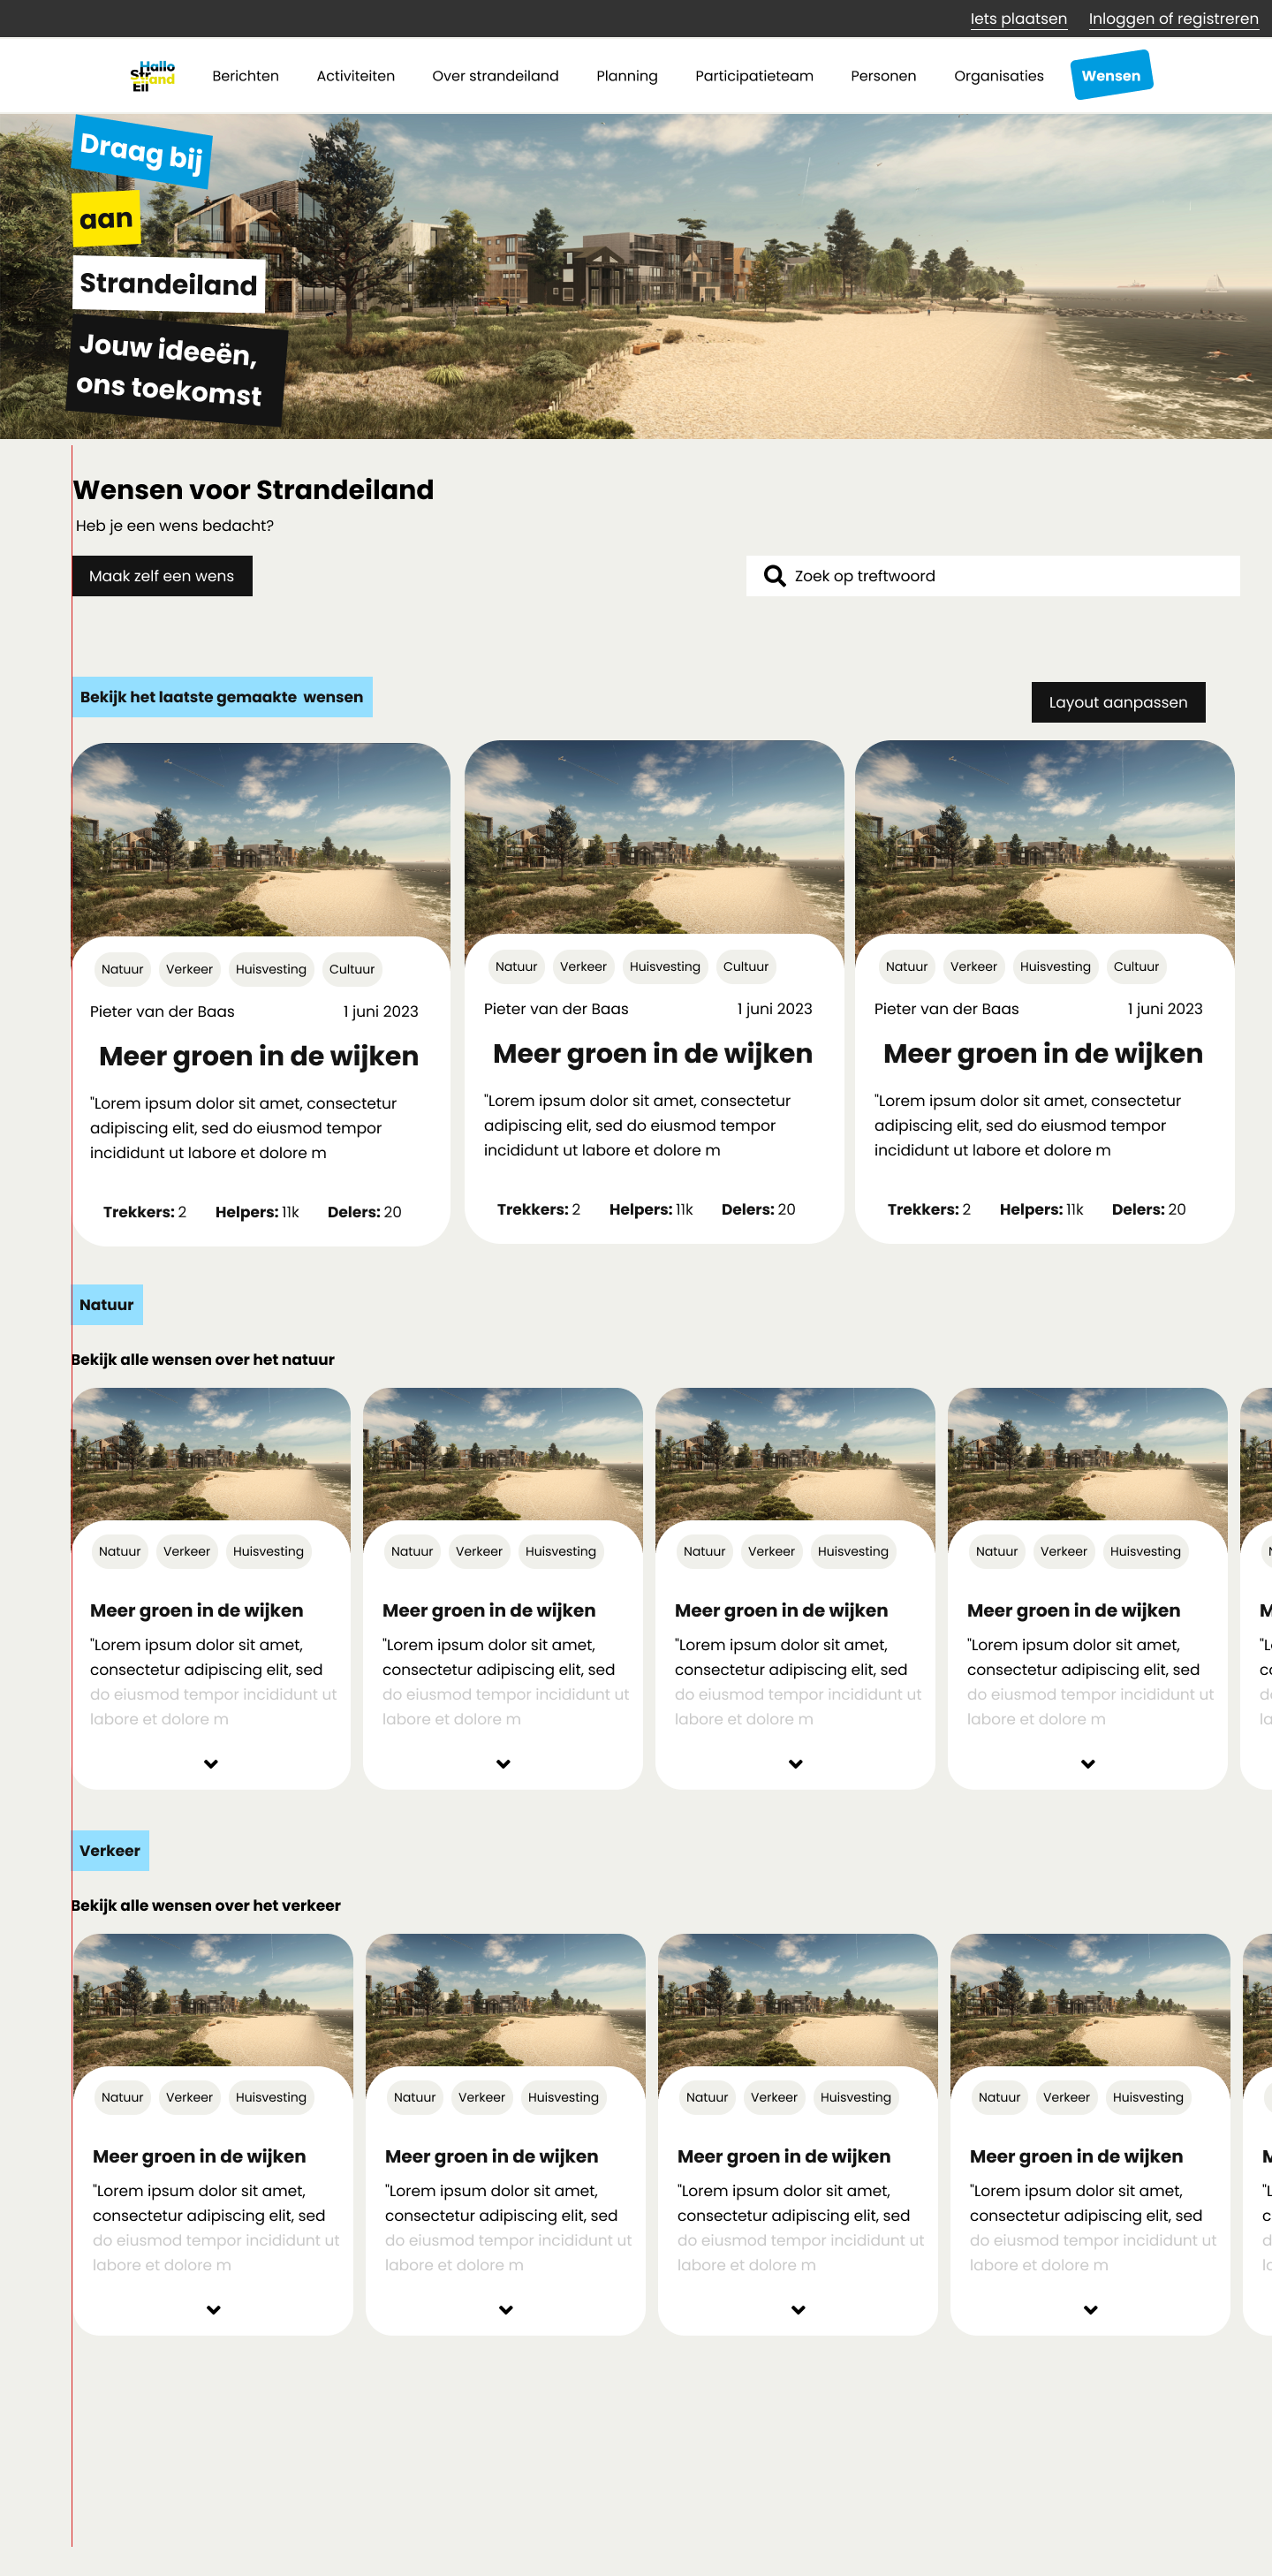 Iets plaatsen Inloggen of registreren
Hallo
Str and
Eil
Berichten Activiteiten Over strandeiland Planning Participatieteam Personen Organisaties Wensen
Draag bij
aan
Strandeiland
Jouw ideeën,
ons toekomst
Wensen voor Strandeiland
Heb je een wens bedacht?
Maak zelf een wens Zoek op treftwoord
Bekijk het laatste gemaakte wensen
Layout aanpassen
Natuur Verkeer Huisvesting Cultuur
Pieter van der Baas 1 juni 2023
Meer groen in de wijken
"Lorem ipsum dolor sit amet, consectetur
adipiscing elit, sed do eiusmod tempor
incididunt ut labore et dolore m
Trekkers: 2 Helpers: 11k Delers: 20
Natuur Verkeer Huisvesting Cultuur
Pieter van der Baas 1 juni 2023
Meer groen in de wijken
"Lorem ipsum dolor sit amet, consectetur
adipiscing elit, sed do eiusmod tempor
incididunt ut labore et dolore m
Trekkers: 2 Helpers: 11k Delers: 20
Natuur Verkeer Huisvesting Cultuur
Pieter van der Baas 1 juni 2023
Meer groen in de wijken
"Lorem ipsum dolor sit amet, consectetur
adipiscing elit, sed do eiusmod tempor
incididunt ut labore et dolore m
Trekkers: 2 Helpers: 11k Delers: 20
Natuur
Bekijk alle wensen over het natuur
Natuur Verkeer Huisvesting
Meer groen in de wijken
"Lorem ipsum dolor sit amet,
consectetur adipiscing elit, sed
do eiusmod tempor incididunt ut
labore et dolore m
Natuur Verkeer Huisvesting
Meer groen in de wijken
"Lorem ipsum dolor sit amet,
consectetur adipiscing elit, sed
do eiusmod tempor incididunt ut
labore et dolore m
Natuur Verkeer Huisvesting
Meer groen in de wijken
"Lorem ipsum dolor sit amet,
consectetur adipiscing elit, sed
do eiusmod tempor incididunt ut
labore et dolore m
Natuur Verkeer Huisvesting
Meer groen in de wijken
"Lorem ipsum dolor sit amet,
consectetur adipiscing elit, sed
do eiusmod tempor incididunt ut
labore et dolore m
Verkeer
Bekijk alle wensen over het verkeer
Natuur Verkeer Huisvesting
Meer groen in de wijken
"Lorem ipsum dolor sit amet,
consectetur adipiscing elit, sed
do eiusmod tempor incididunt ut
labore et dolore m
Natuur Verkeer Huisvesting
Meer groen in de wijken
"Lorem ipsum dolor sit amet,
consectetur adipiscing elit, sed
do eiusmod tempor incididunt ut
labore et dolore m
Natuur Verkeer Huisvesting
Meer groen in de wijken
"Lorem ipsum dolor sit amet,
consectetur adipiscing elit, sed
do eiusmod tempor incididunt ut
labore et dolore m
Natuur Verkeer Huisvesting
Meer groen in de wijken
"Lorem ipsum dolor sit amet,
consectetur adipiscing elit, sed
do eiusmod tempor incididunt ut
labore et dolore m